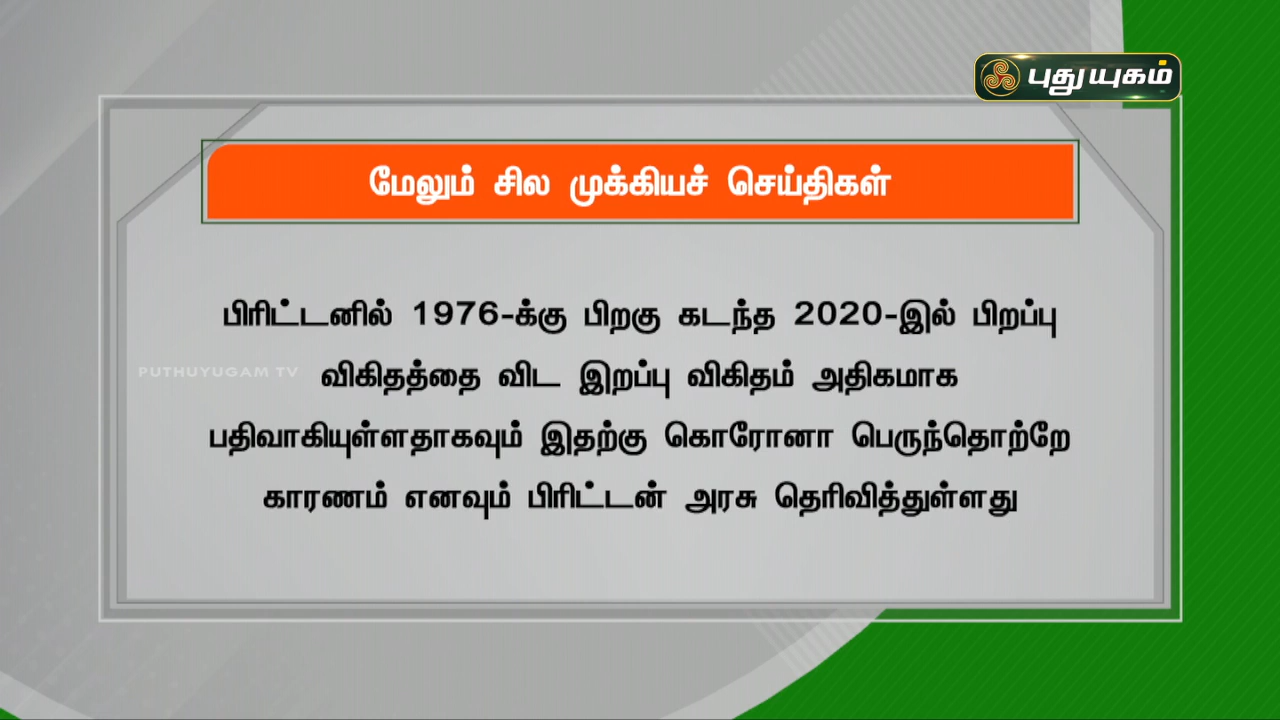 புதுயுகம்
மேலும் சில முக்கியச் செய்திகள்
பிரிட்டனில் 1976-க்கு பிறகு கடந்த 2020-இல் பிறப்பு
PUTHUYUGAM TV
விகிதத்தை விட இறப்பு விகிதம் அதிகமாக
பதிவாகியுள்ளதாகவும் இதற்கு கொரோனா பெருந்தொற்றே
காரணம் எனவும் பிரிட்டன் அரசு தெரிவித்துள்ளது